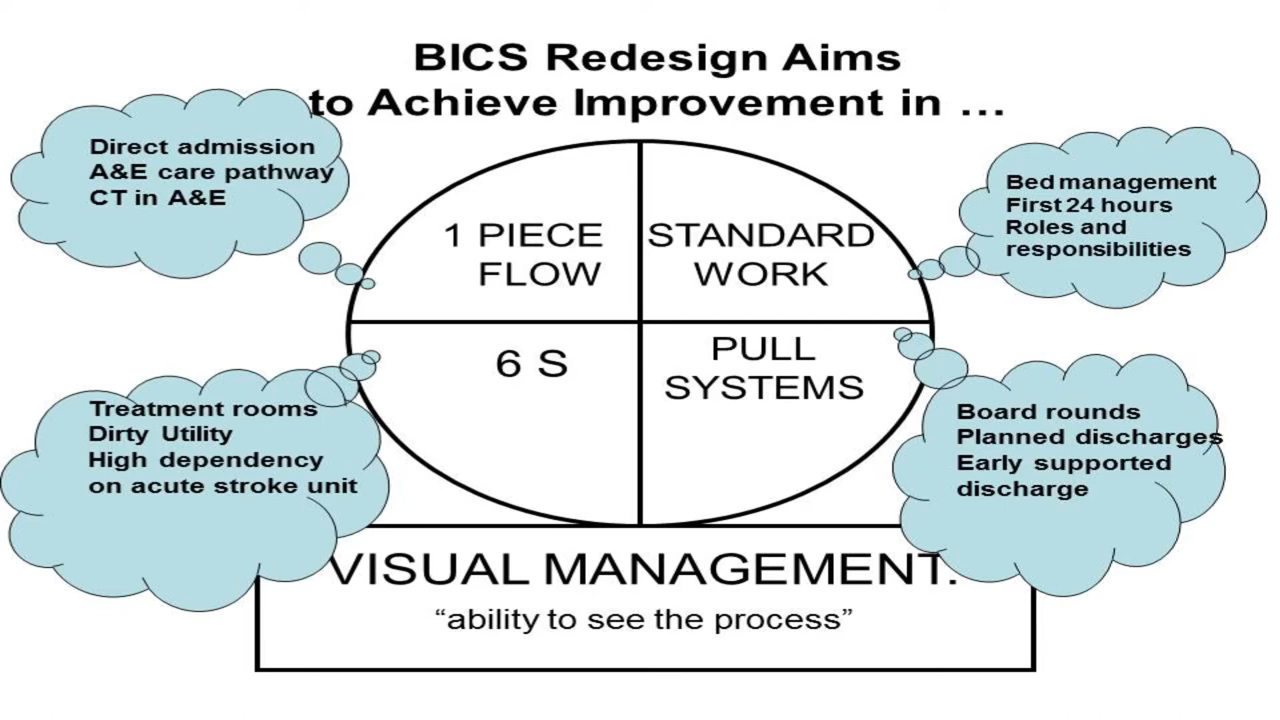 BICS Redesign Aims
to Achieve Improvement in …
Direct admission
A&E care pathway
CT in A&E
Bed management
First 24 hours
Roles and
responsibilities
1 PIECE
FLOW
STANDARD
WORK
6 S
PULL
SYSTEMS
Treatment rooms
Dirty Utility
High dependency
on acute stroke unit
Board rounds
Planned discharges
Early supported
discharge
VISUAL MANAGEMENT.
“ability to see the process”